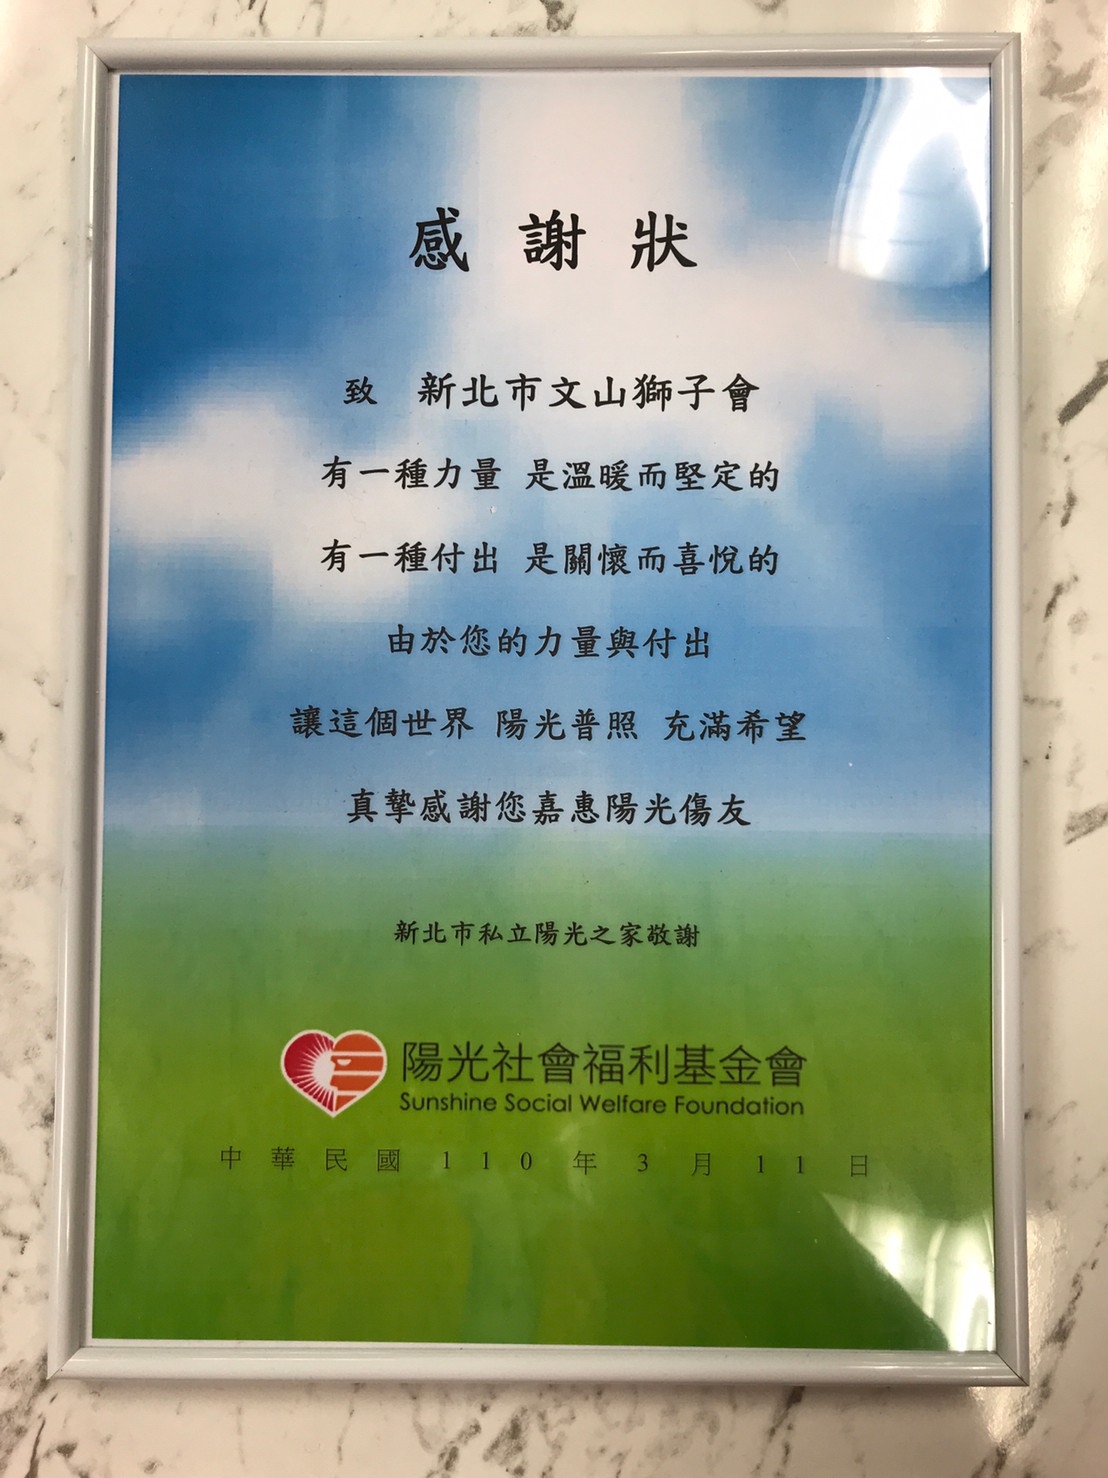 感 謝 狀
致 新北市文山獅子會
有一種力量 是溫暖而堅定的
有一種付出 是關懷而喜悅的
由於您的力量與付出
讓這個世界 陽光普照 充滿希望
真摯感謝您嘉惠陽光傷友
新北市私立陽光之家敬謝
陽光社會福利基金會
Sunshine Social Welfare Foundation
中 華 民 國 1 1 0 年 3 月 1 1 日